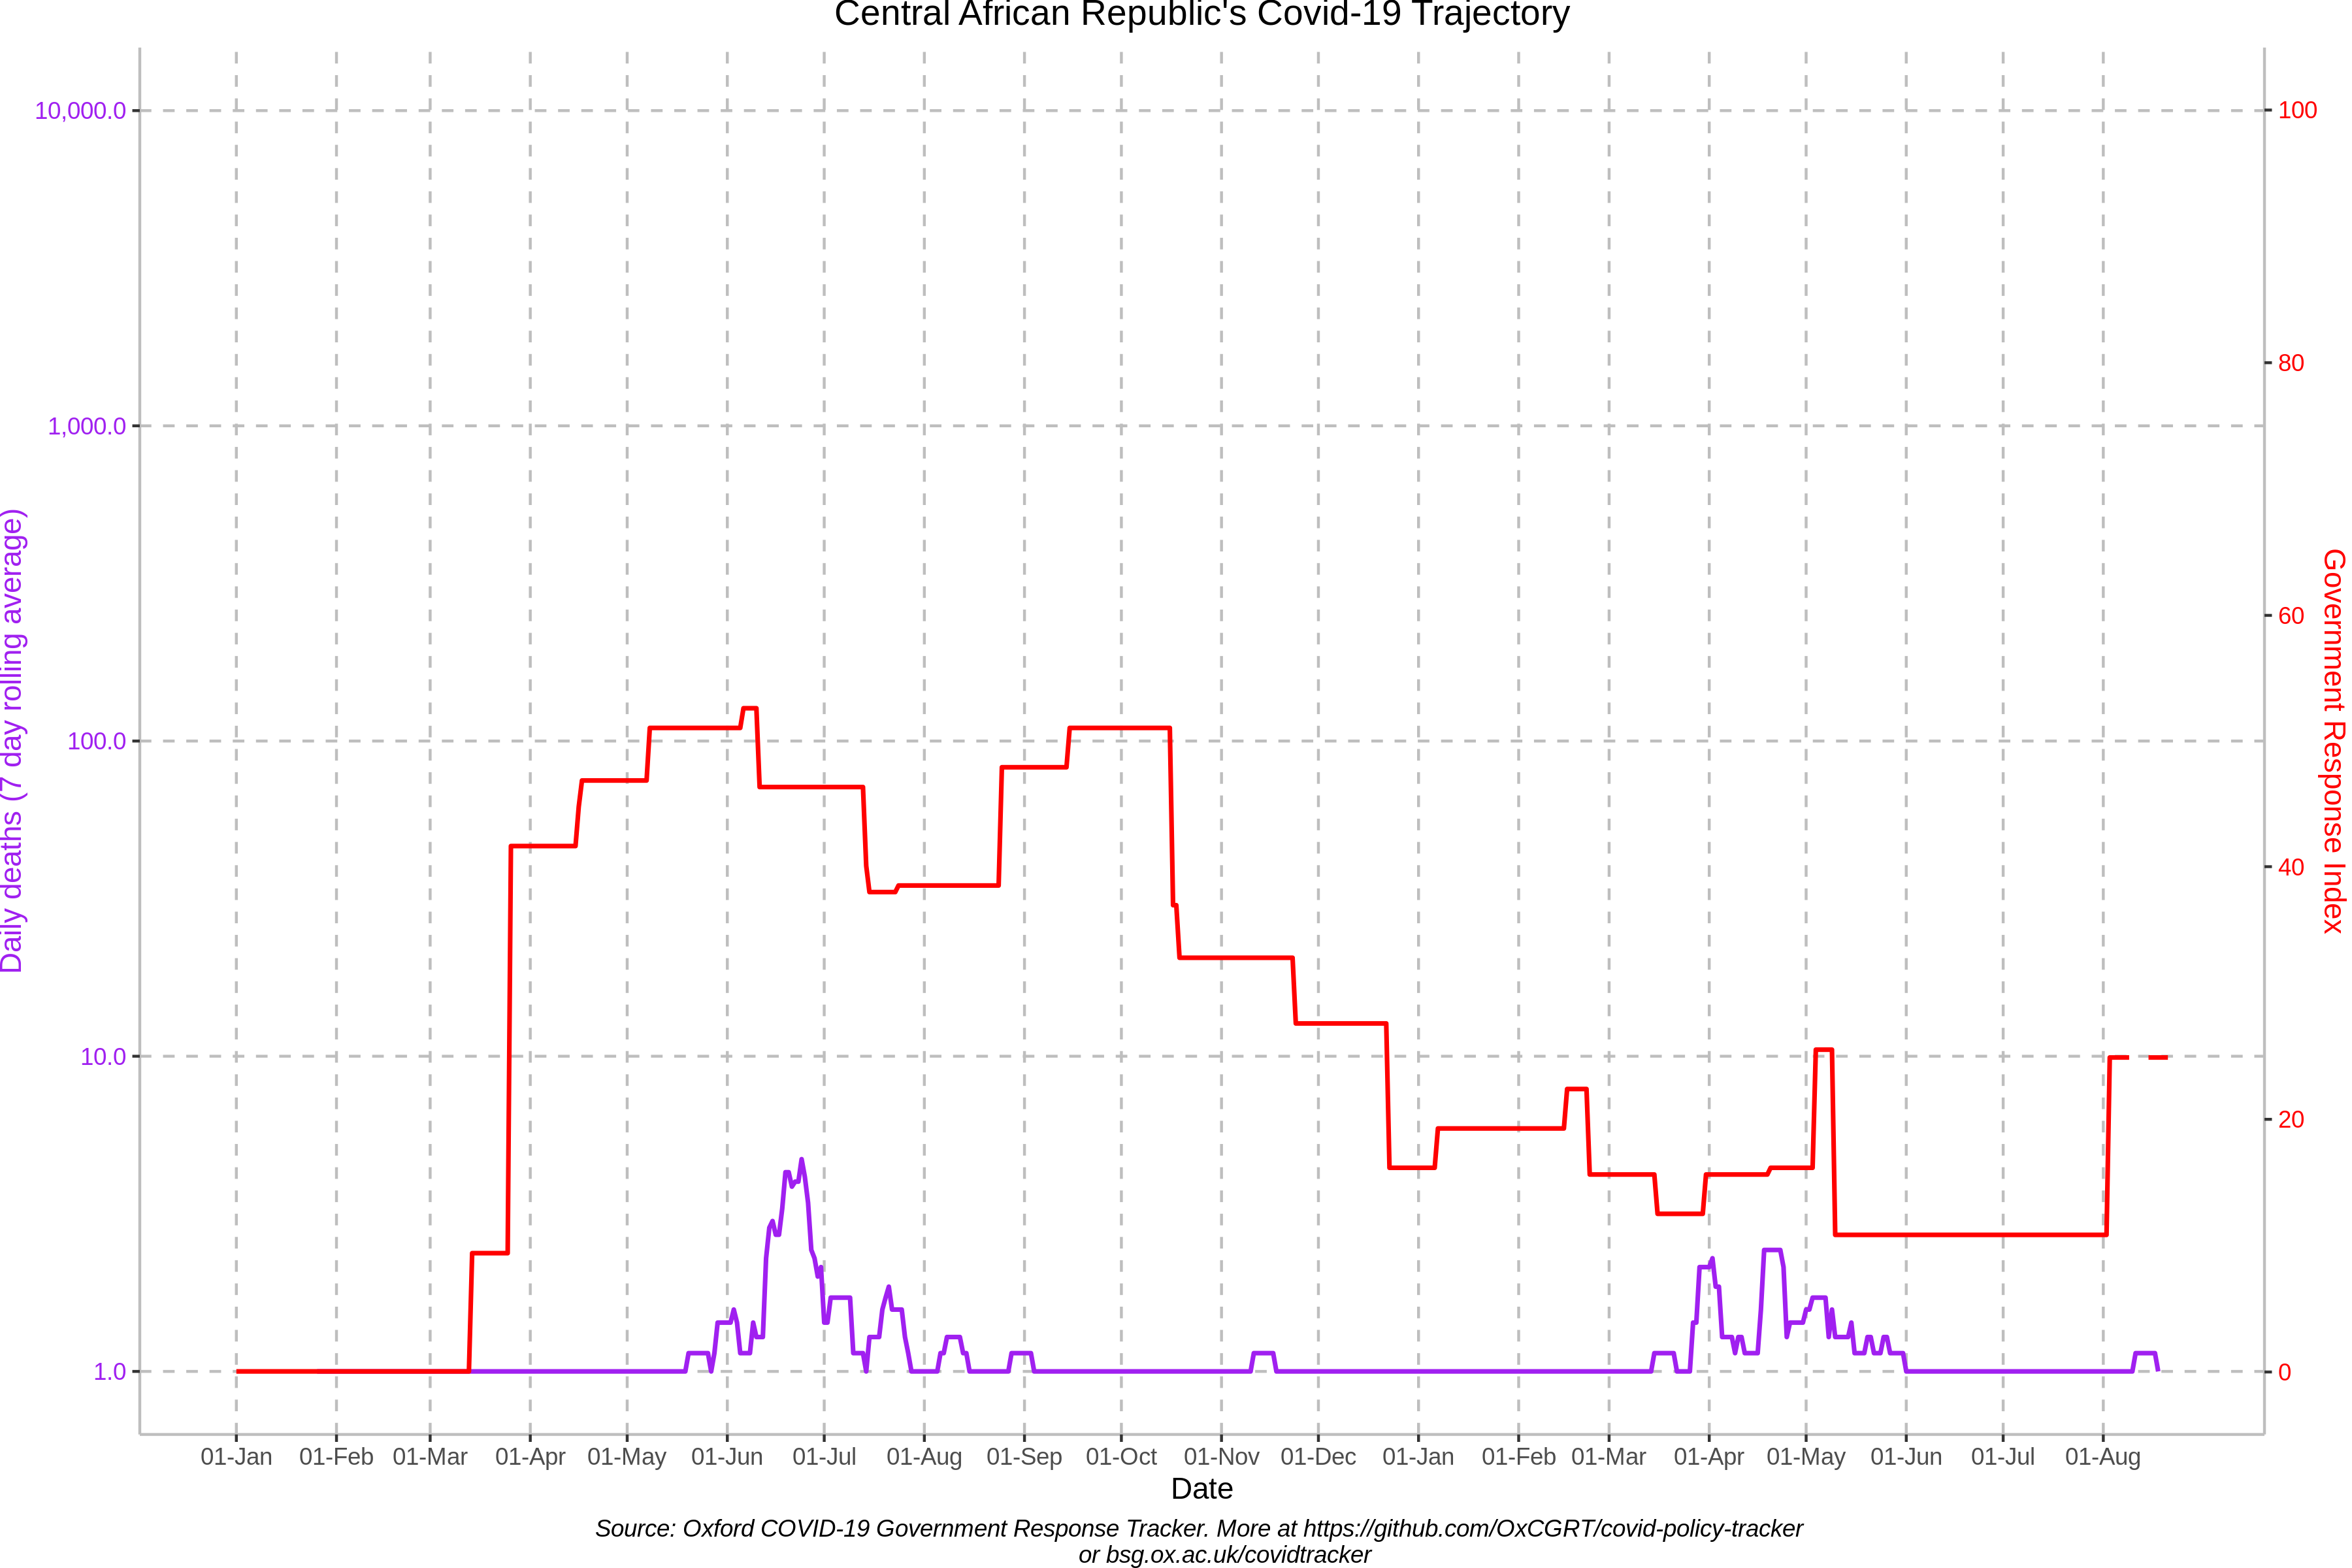 Central African Republic's Covid-19 Trajectory
10,000.0
1,000.0
100.0
10.0
1.0
Daily deaths (7 day rolling average)
100
80
60
40
20
0
Government Response Index
01-Jan 01-Feb 01-Mar 01-Apr 01-May 01-Jun 01-Jul 01-Aug 01-Sep 01-Oct 01-Nov 01-Dec 01-Jan 01-Feb 01-Mar 01-Apr 01-May 01-Jun 01-Jul 01-Aug
Date
Source: Oxford COVID-19 Government Response Tracker. More at https://github.com/OxCGRT/covid-policy-tracker
or bsg.ox.ac.uk/covidtracker